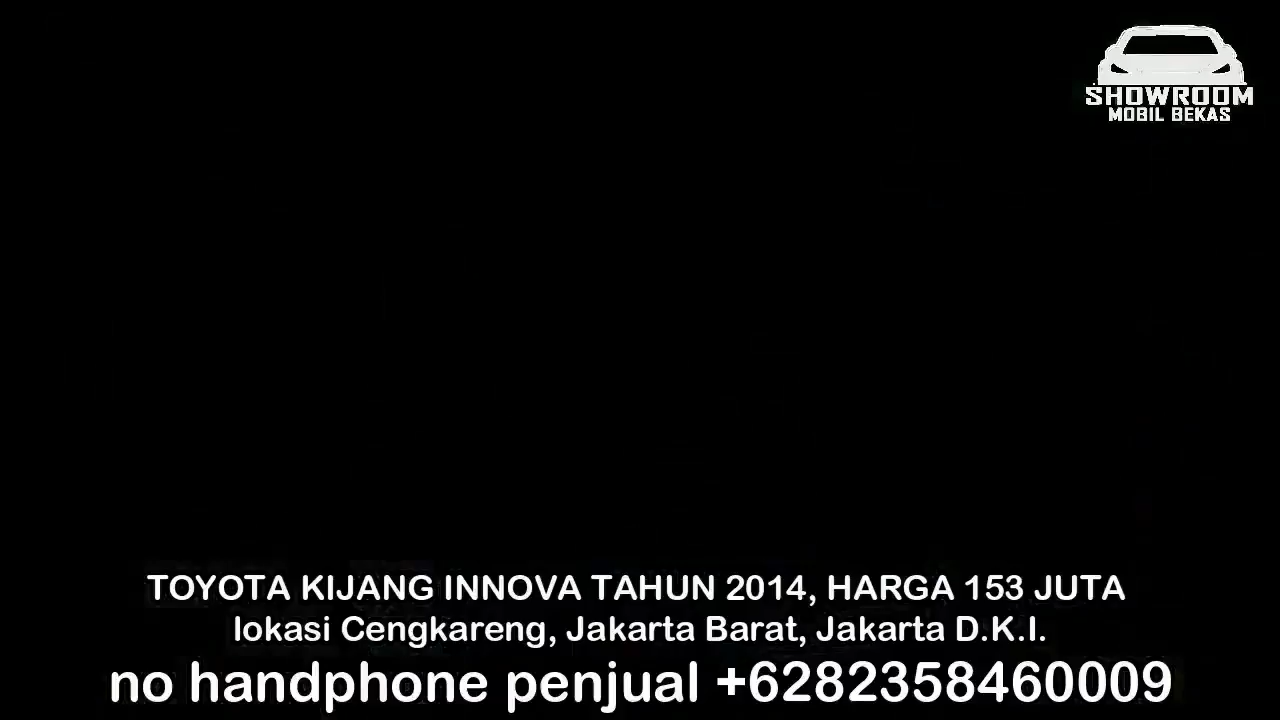 SHOWROOM
MOBIL BEKAS
TOYOTA KIJANG INNOVA TAHUN 2014, HARGA 153 JUTA
lokasi Cengkareng, Jakarta Barat, Jakarta D.K.I.
no handphone penjual +6282358460009